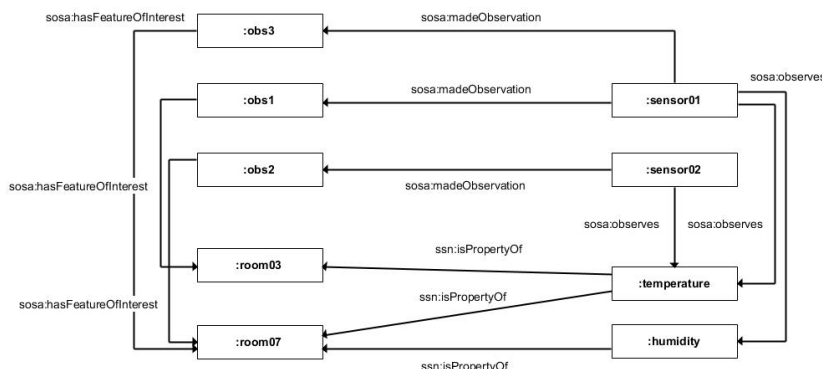 sosa:hasFeatureOfInterest
:obs3
sosa:madeObservation
sosa:observes
:obs1
sosa:madeObservation
:sensor01
:obs2
:sensor02
sosa:hasFeatureOfInterest
sosa:madeObservation
sosa:observes
sosa:observes
:room03
ssn:isPropertyOf
:temperature
sosa:hasFeatureOfInterest
ssn:isPropertyOf
:room07
:humidity
ssn:isPropertyOf